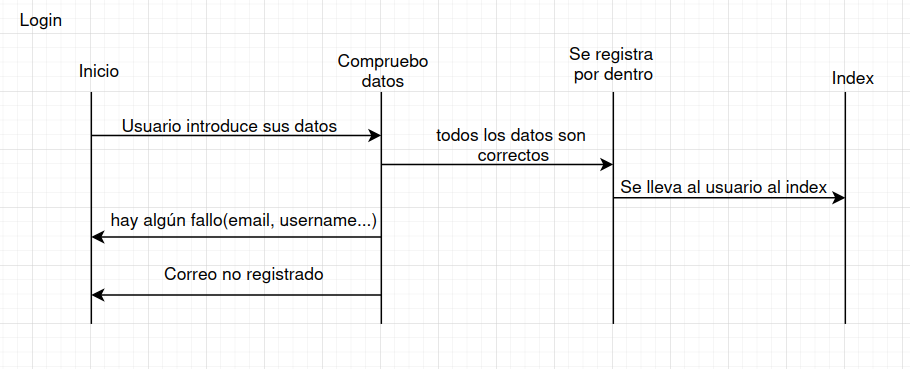 Login
Inicio
Compruebo
datos
Se registra
por dentro
Index
Usuario introduce sus datos
todos los datos son
correctos
Se lleva al usuario al index
hay algún fallo(email, username...)
Correo no registrado